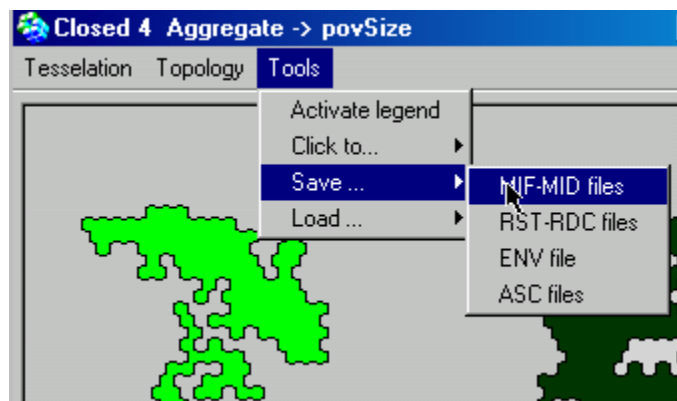 Closed 4 Aggregate -> povSize
Tesselation Topology Tools
Activate legend
Click to...
Save ...
Load ...
MIF-MID files
RST-RDC files
ENV file
ASC files